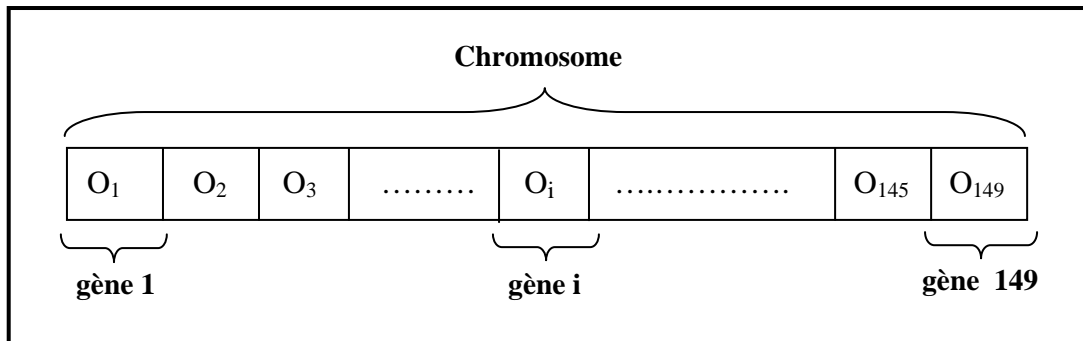 Chromosome
O₁ O₂ O₃ ……… Oᵢ ………………. O₁₄₅ O₁₄₉
gène 1 gène i gène 149